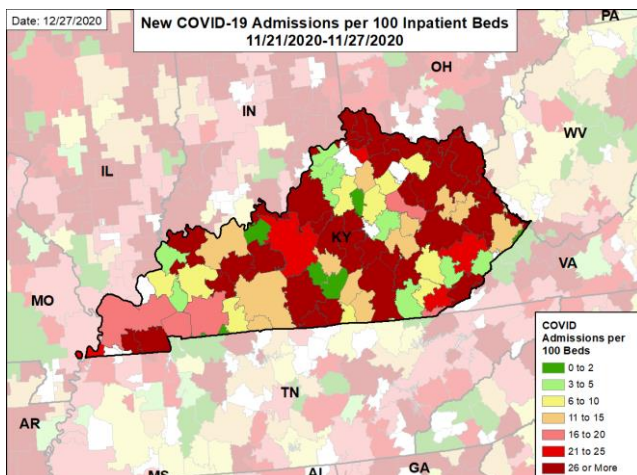 Date: 12/27/2020
New COVID-19 Admissions per 100 Inpatient Beds
11/21/2020-11/27/2020
PA
OH
IN
WV
IL
KY
VA
MO
TN
AR
MS
AL
GA
COVID
Admissions per
100 Beds
0 to 2
3 to 5
6 to 10
11 to 15
16 to 20
21 to 25
26 or More